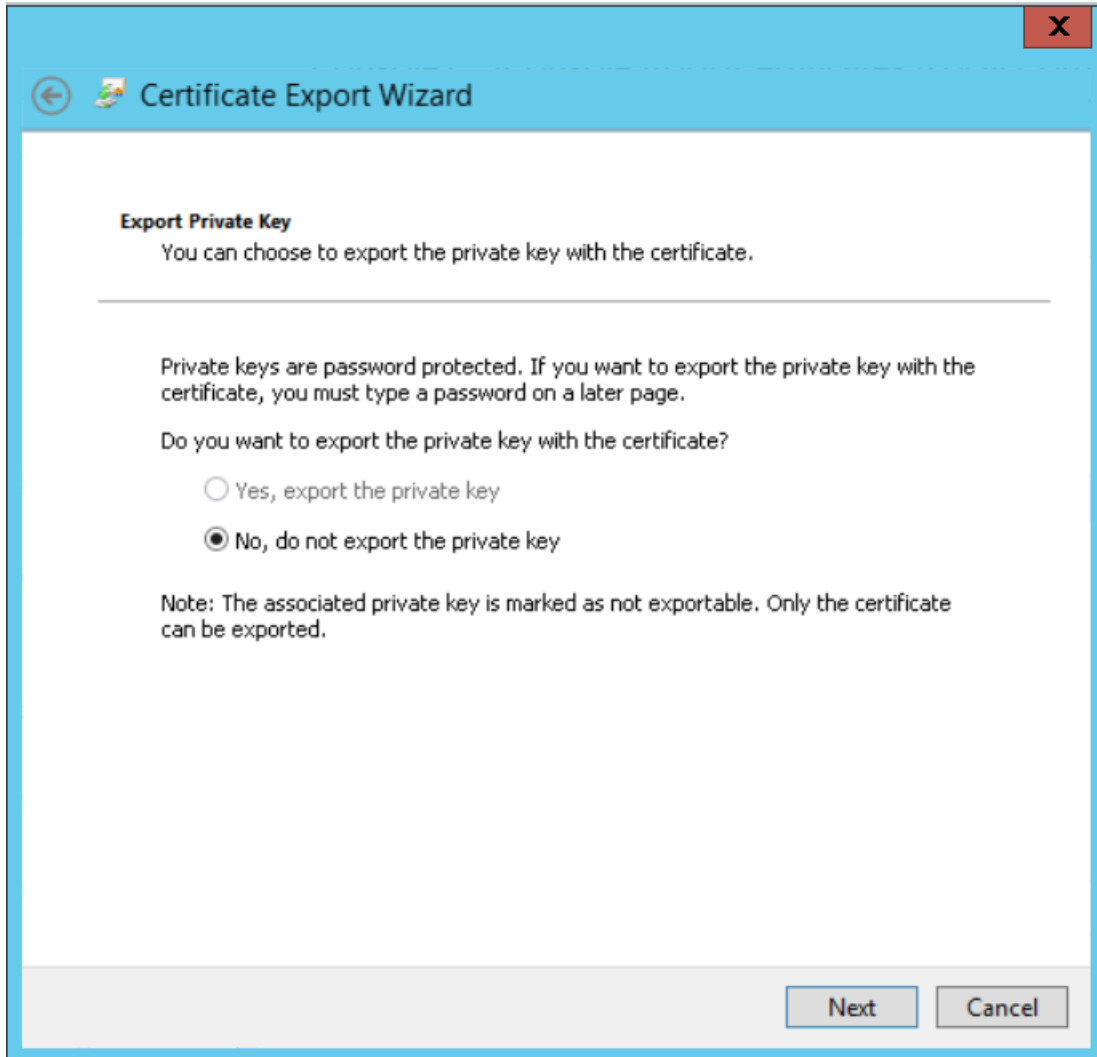 X
Certificate Export Wizard
Export Private Key
You can choose to export the private key with the certificate.
Private keys are password protected. If you want to export the private key with the
certificate, you must type a password on a later page.
Do you want to export the private key with the certificate?
Yes, export the private key
No, do not export the private key
Note: The associated private key is marked as not exportable. Only the certificate
can be exported.
Next Cancel